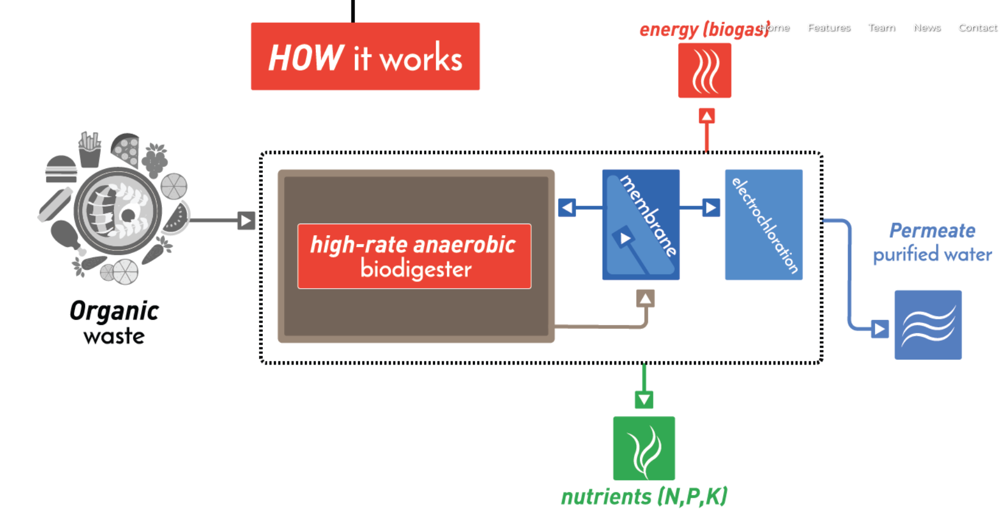 Home Features Team News Contact
HOW it works
energy (biogas)
Organic
waste
high-rate anaerobic
biodigester
membrane
electrochloration
Permeate
purified water
nutrients (N,P,K)